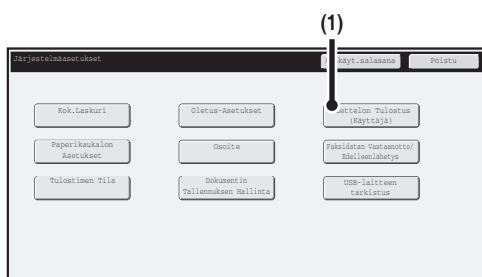 (1)
Järjestelmäasetukset
käyt.salasana
Poistu
Kok.Laskuri
Oletus-Asetukset
ettelon Tulostus
(Käyttäjä)
Paperikaukalon
Asetukset
Osoite
Faksidatan Vastaanotto/
Edelleenlähetys
Tulostimen Tila
Dokumentin
Tallennuksen Hallinta
USB-laitteen
tarkistus